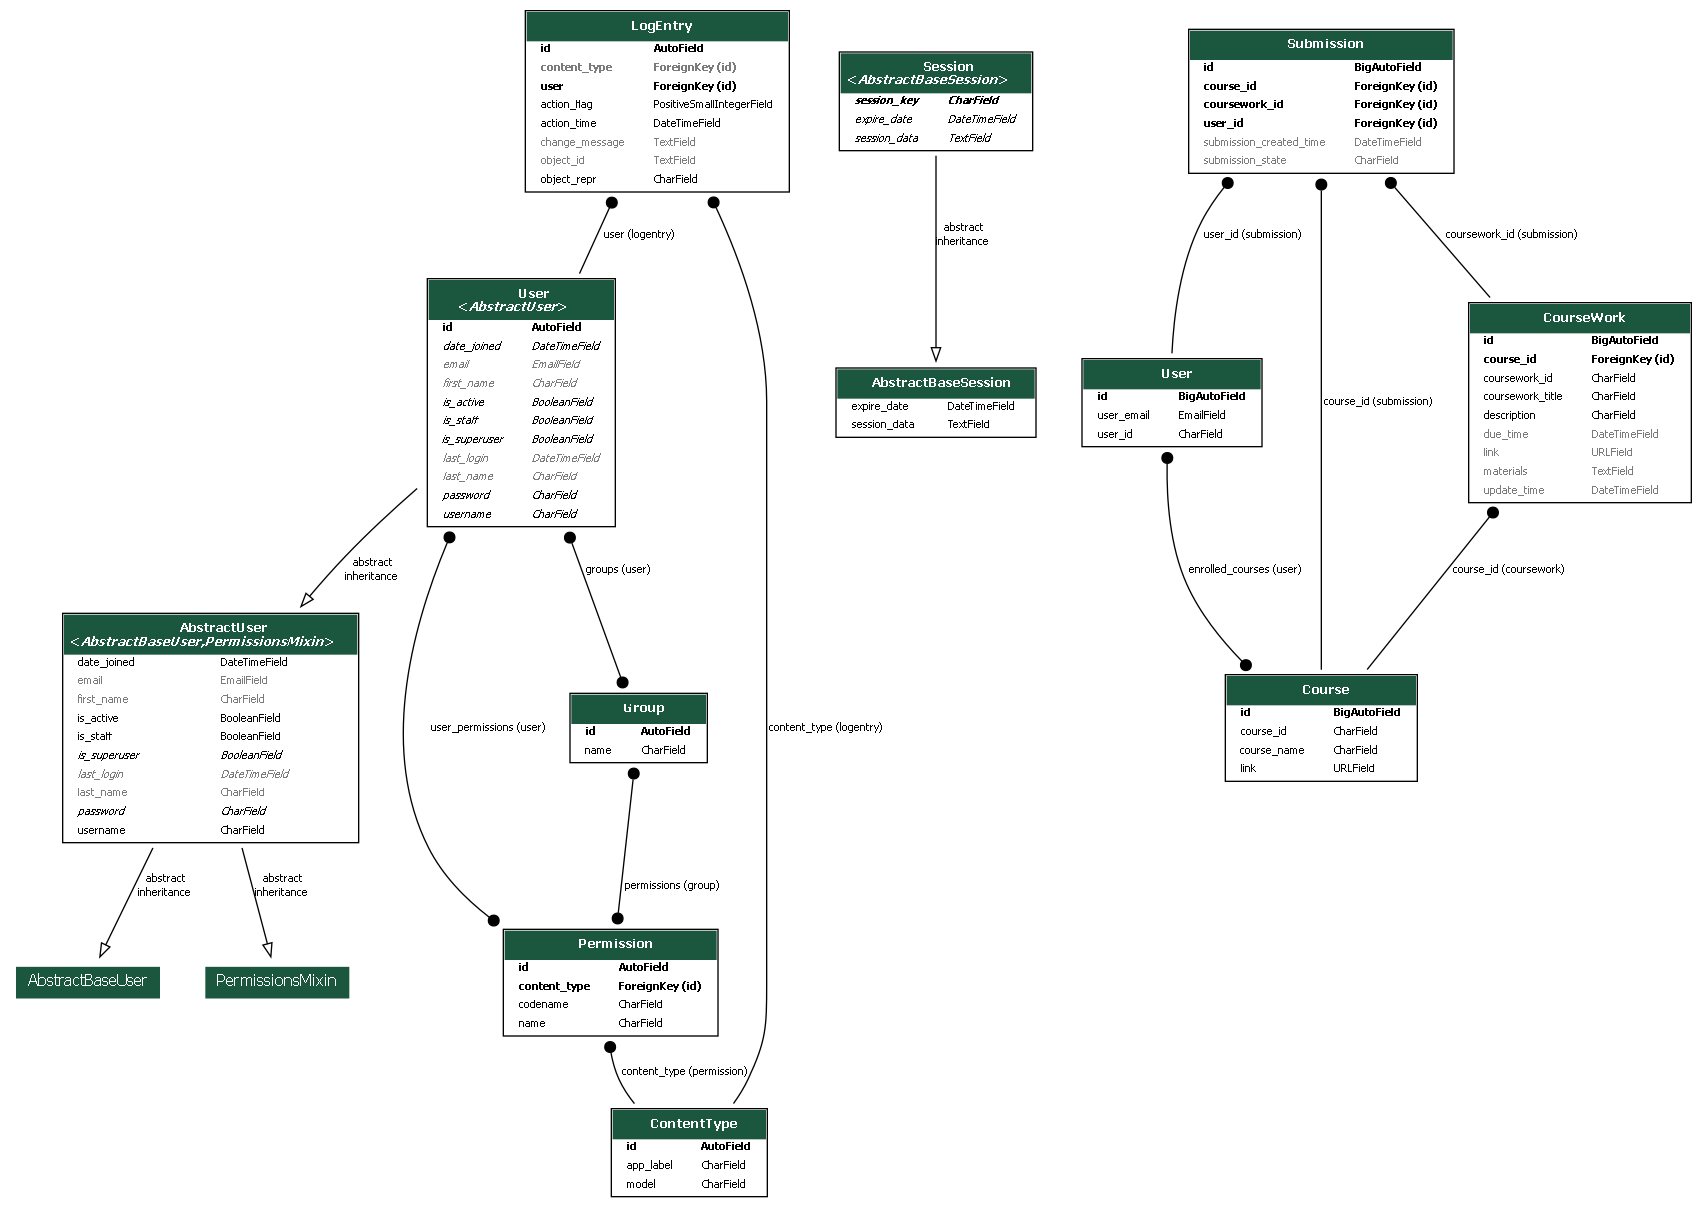 LogEntry
id AutoField
content_type ForeignKey (id)
user ForeignKey (id)
action_flag PositiveSmallIntegerField
action_time DateTimeField
change_message TextField
object_id TextField
object_repr CharField
Session
<AbstractBaseSession>
session_key CharField
expire_date DateTimeField
session_data TextField
Submission
id BigAutoField
course_id ForeignKey (id)
coursework_id ForeignKey (id)
user_id ForeignKey (id)
submission_created_time DateTimeField
submission_state CharField
user (logentry)
abstract
inheritance
user_id (submission)
coursework_id (submission)
User
<AbstractUser>
id AutoField
date_joined DateTimeField
email EmailField
first_name CharField
is_active BooleanField
is_staff BooleanField
is_superuser BooleanField
last_login DateTimeField
last_name CharField
password CharField
username CharField
AbstractBaseSession
expire_date DateTimeField
session_data TextField
User
id BigAutoField
user_email EmailField
user_id CharField
course_id (submission)
CourseWork
id BigAutoField
course_id ForeignKey (id)
coursework_id CharField
coursework_title CharField
description CharField
due_time DateTimeField
link URLField
materials TextField
update_time DateTimeField
abstract
inheritance
groups (user)
enrolled_courses (user)
course_id (coursework)
AbstractUser
<AbstractBaseUser,PermissionsMixin>
date_joined DateTimeField
email EmailField
first_name CharField
is_active BooleanField
is_staff BooleanField
is_superuser BooleanField
last_login DateTimeField
last_name CharField
password CharField
username CharField
user_permissions (user)
Group
id AutoField
name CharField
content_type (logentry)
Course
id BigAutoField
course_id CharField
course_name CharField
link URLField
abstract
inheritance
abstract
inheritance
permissions (group)
AbstractBaseUser
PermissionsMixin
Permission
id AutoField
content_type ForeignKey (id)
codename CharField
name CharField
content_type (permission)
ContentType
id AutoField
app_label CharField
model CharField